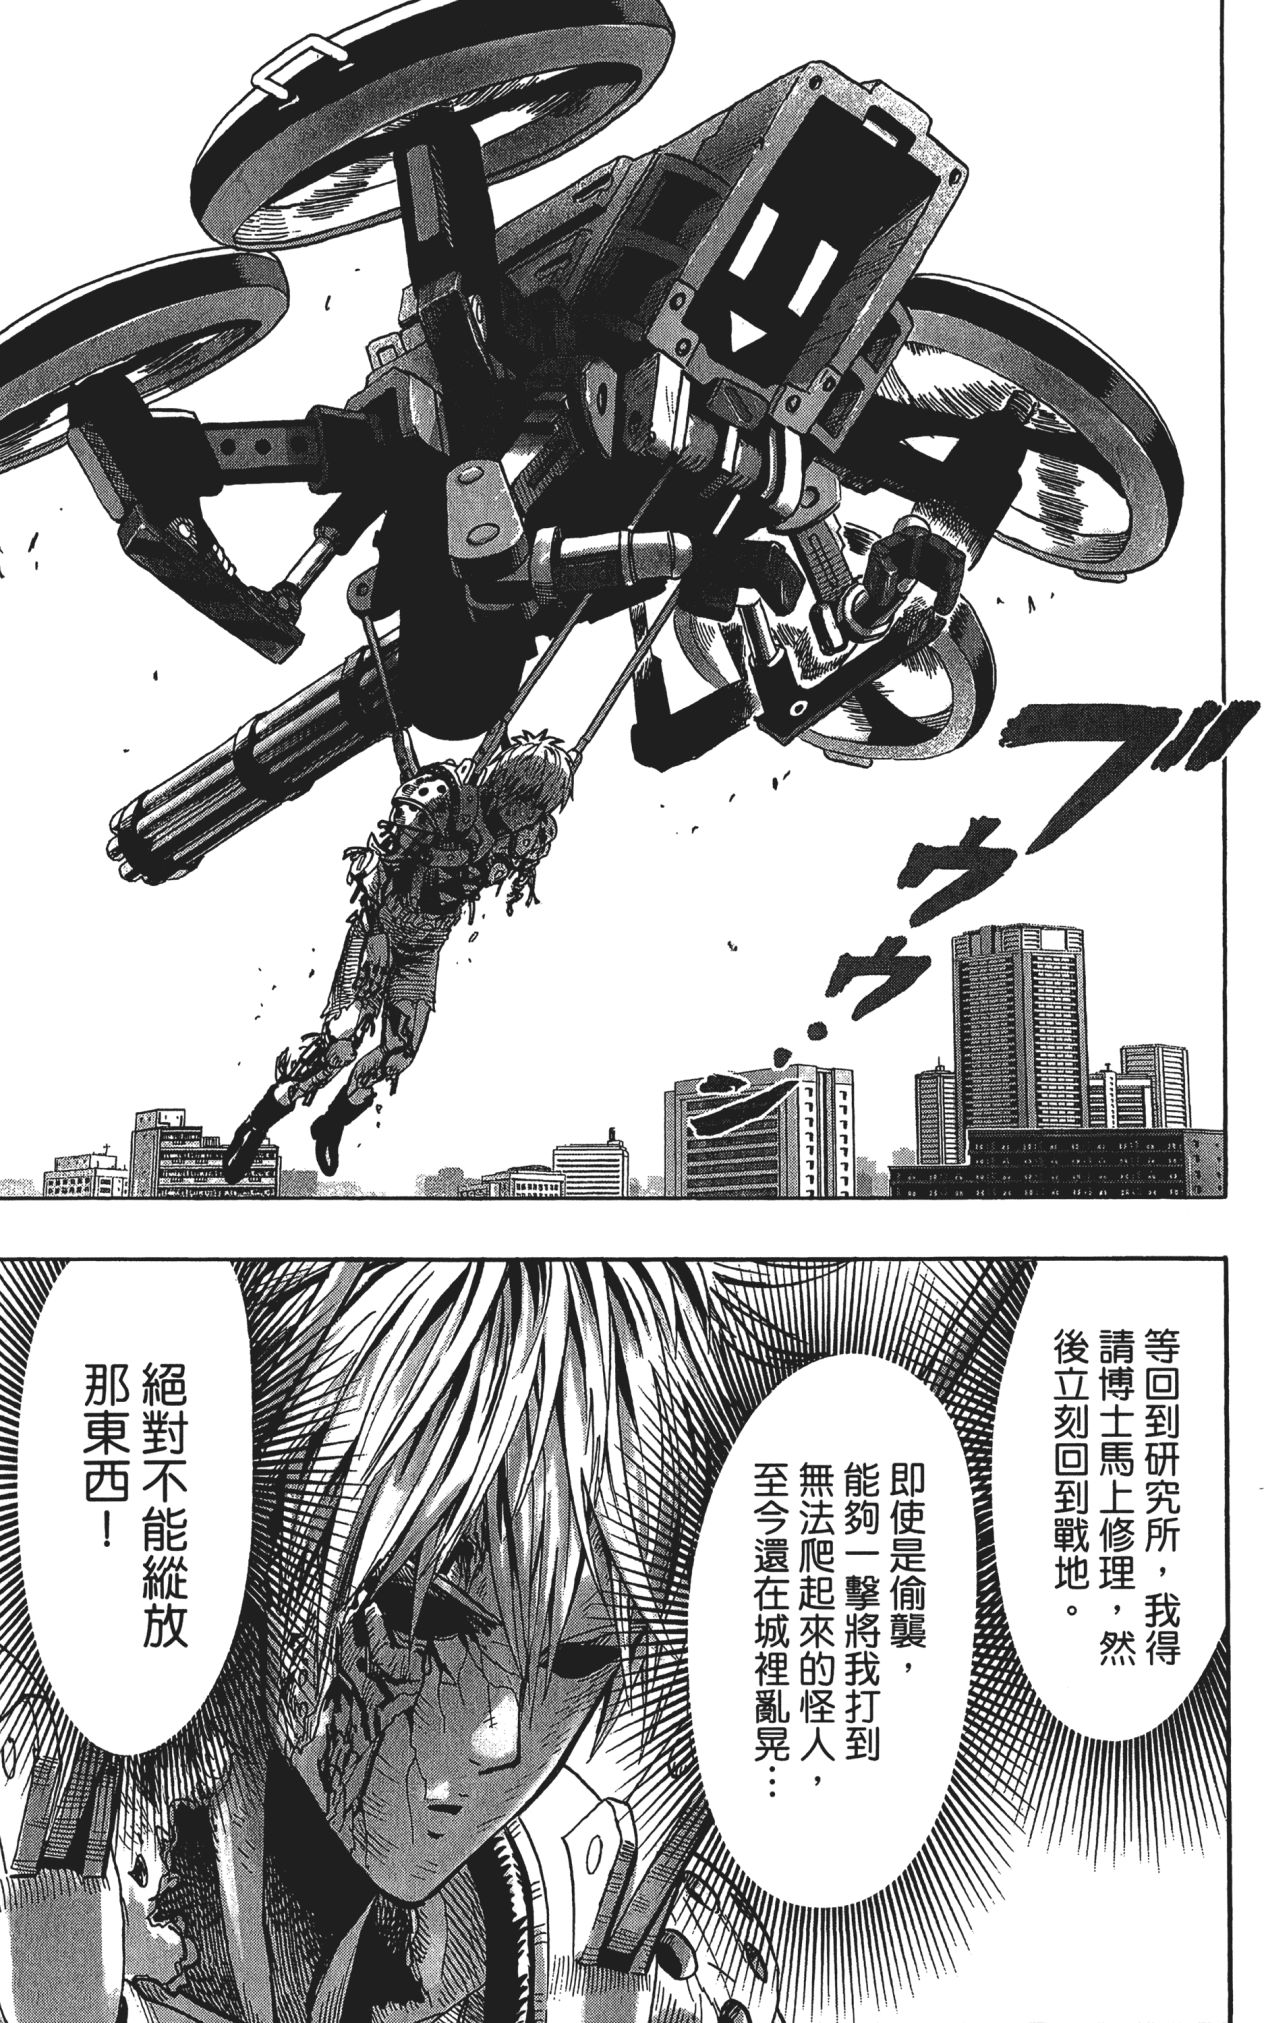 ブウウ…ン
等回到研究所，我得
請博士馬上修理，然
後立刻回到戰地。
即使是偷襲，
能夠一擊將我打到
無法爬起來的怪人，
至今還在城裡亂晃…
絕對不能縱放
那東西！